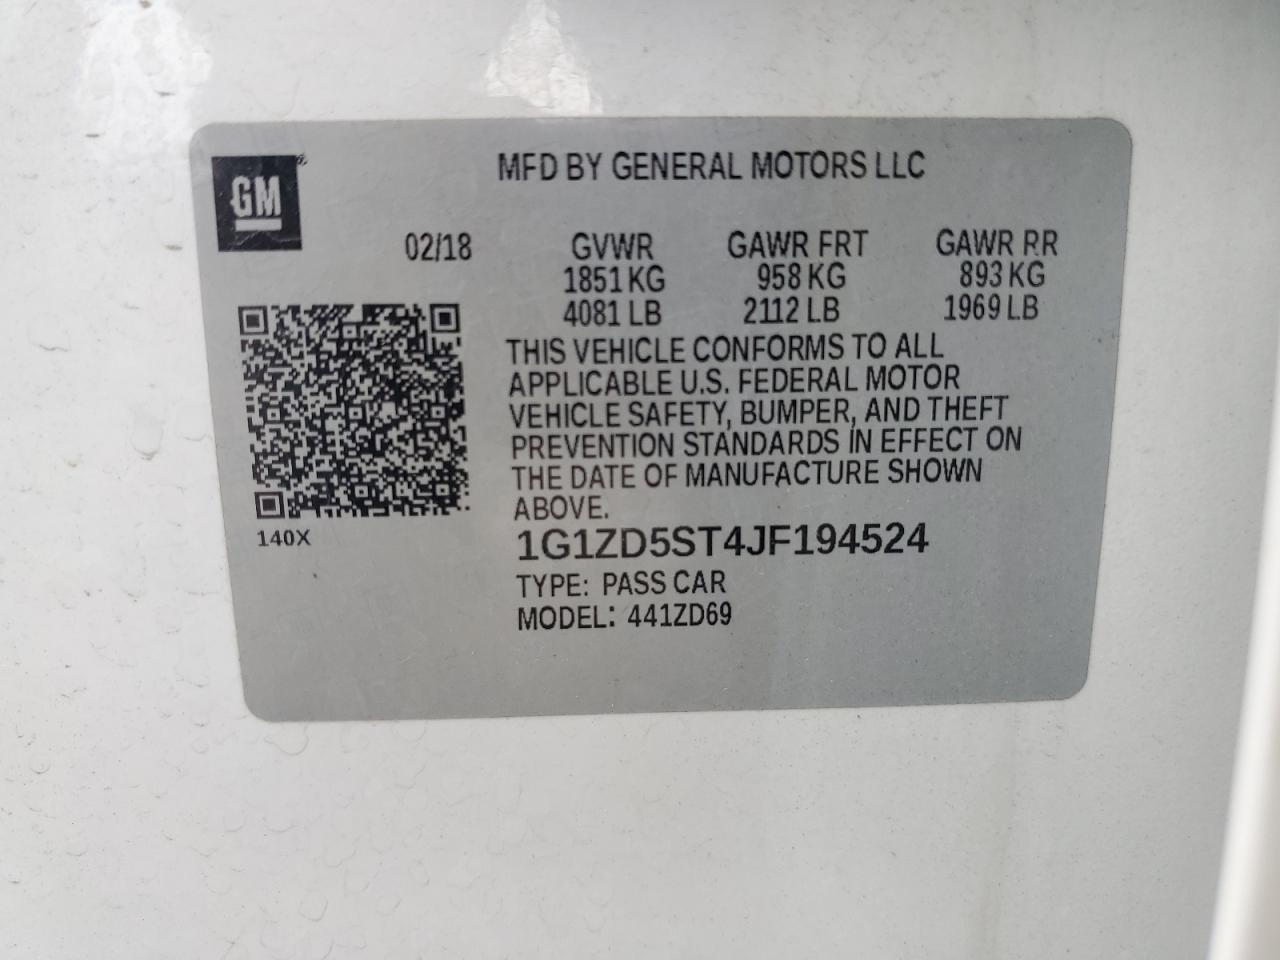 GM
MFD BY GENERAL MOTORS LLC
02/18 GVWR GAWR FRT GAWR RR
1851 KG 958 KG 893 KG
4081 LB 2112 LB 1969 LB
THIS VEHICLE CONFORMS TO ALL
APPLICABLE U.S. FEDERAL MOTOR
VEHICLE SAFETY, BUMPER, AND THEFT
PREVENTION STANDARDS IN EFFECT ON
THE DATE OF MANUFACTURE SHOWN
ABOVE.
140X
1G1ZD5ST4JF194524
TYPE: PASS CAR
MODEL: 441ZD69